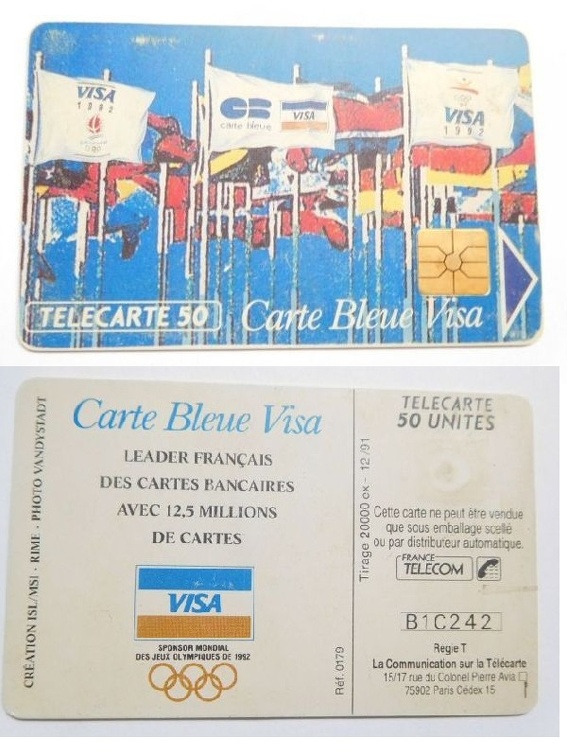 VISA
1992
CB
carte bleue
VISA
1992
TELECARTE 50
Carte Bleue Visa
CRÉATION ISL/MSI · RIME · PHOTO VANDYSTADT
Carte Bleue Visa
LEADER FRANÇAIS
DES CARTES BANCAIRES
AVEC 12,5 MILLIONS
DE CARTES
VISA
SPONSOR MONDIAL
DES JEUX OLYMPIQUES DE 1992
Réf. 0179
Tirage 20000 ex - 12/91
TELECARTE
50 UNITES
Cette carte ne peut être vendue
que sous emballage scellé
ou par distributeur automatique.
FRANCE
TELECOM
B1C242
Régie T
La Communication sur la Télécarte
15/17 rue du Colonel Pierre Avia
75902 Paris Cédex 15